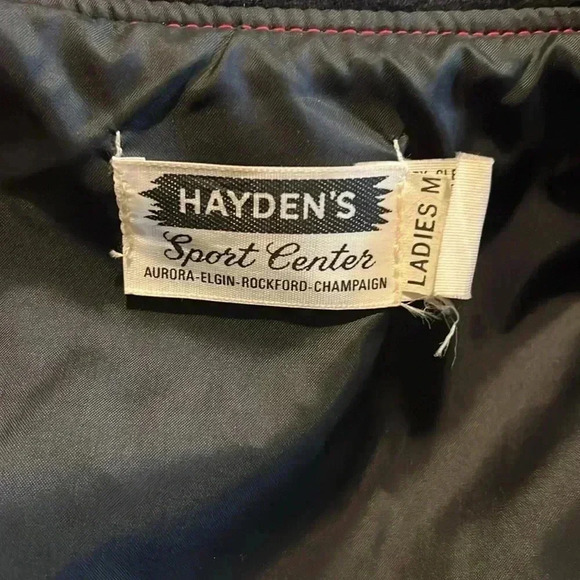 HAYDEN'S
Sport Center
AURORA-ELGIN-ROCKFORD-CHAMPAIGN
LADIES M